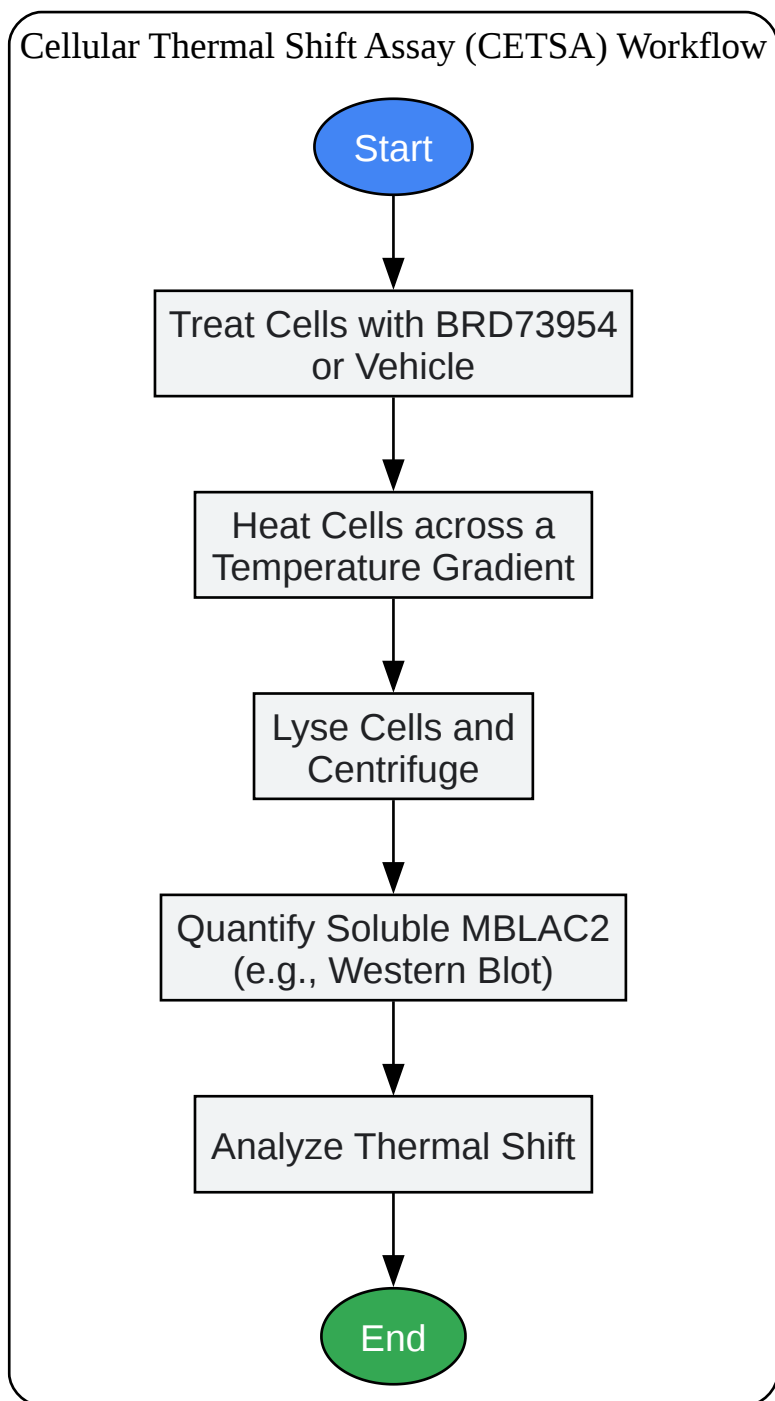 Cellular Thermal Shift Assay (CETSA) Workflow
Start
Treat Cells with BRD73954
or Vehicle
Heat Cells across a
Temperature Gradient
Lyse Cells and
Centrifuge
Quantify Soluble MBLAC2
(e.g., Western Blot)
Analyze Thermal Shift
End